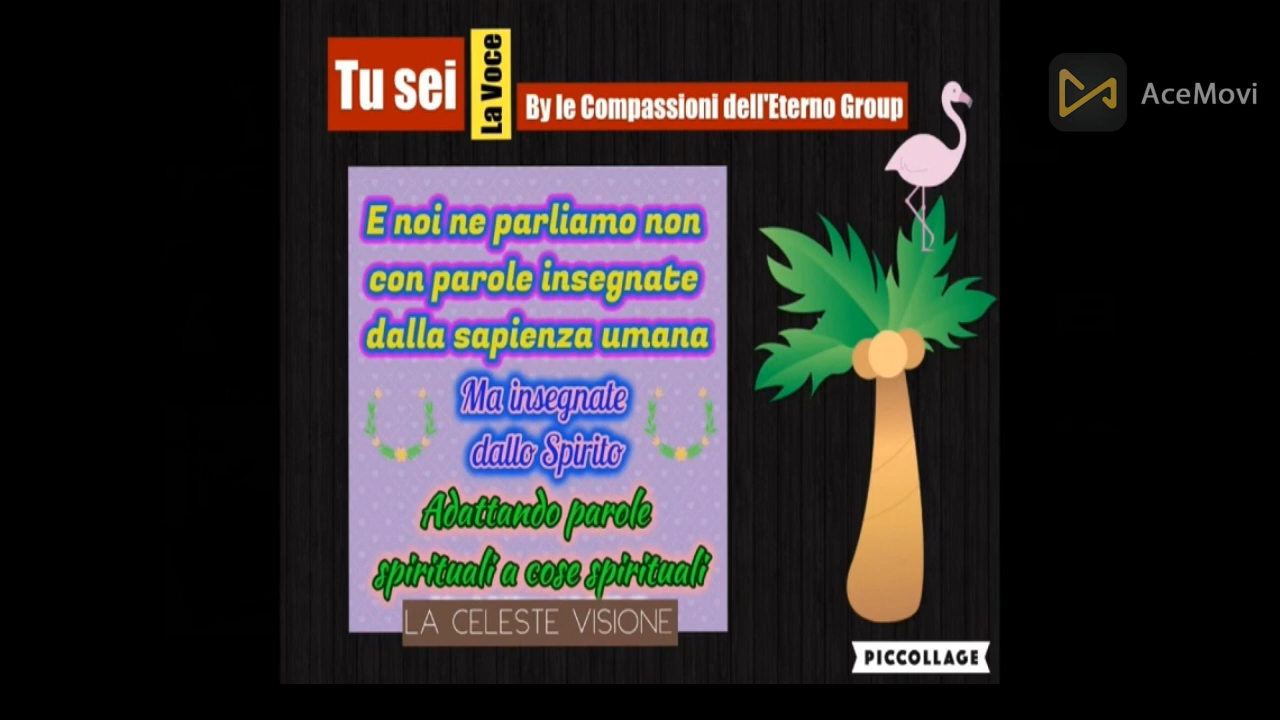 Tu sei
La Voce
By le Compassioni dell'Eterno Group
AceMovi
E noi ne parliamo non
con parole insegnate
dalla sapienza umana
Ma insegnate
dallo Spirito
Adattando parole
spirituali a cose spirituali
LA CELESTE VISIONE
PICCOLLAGE